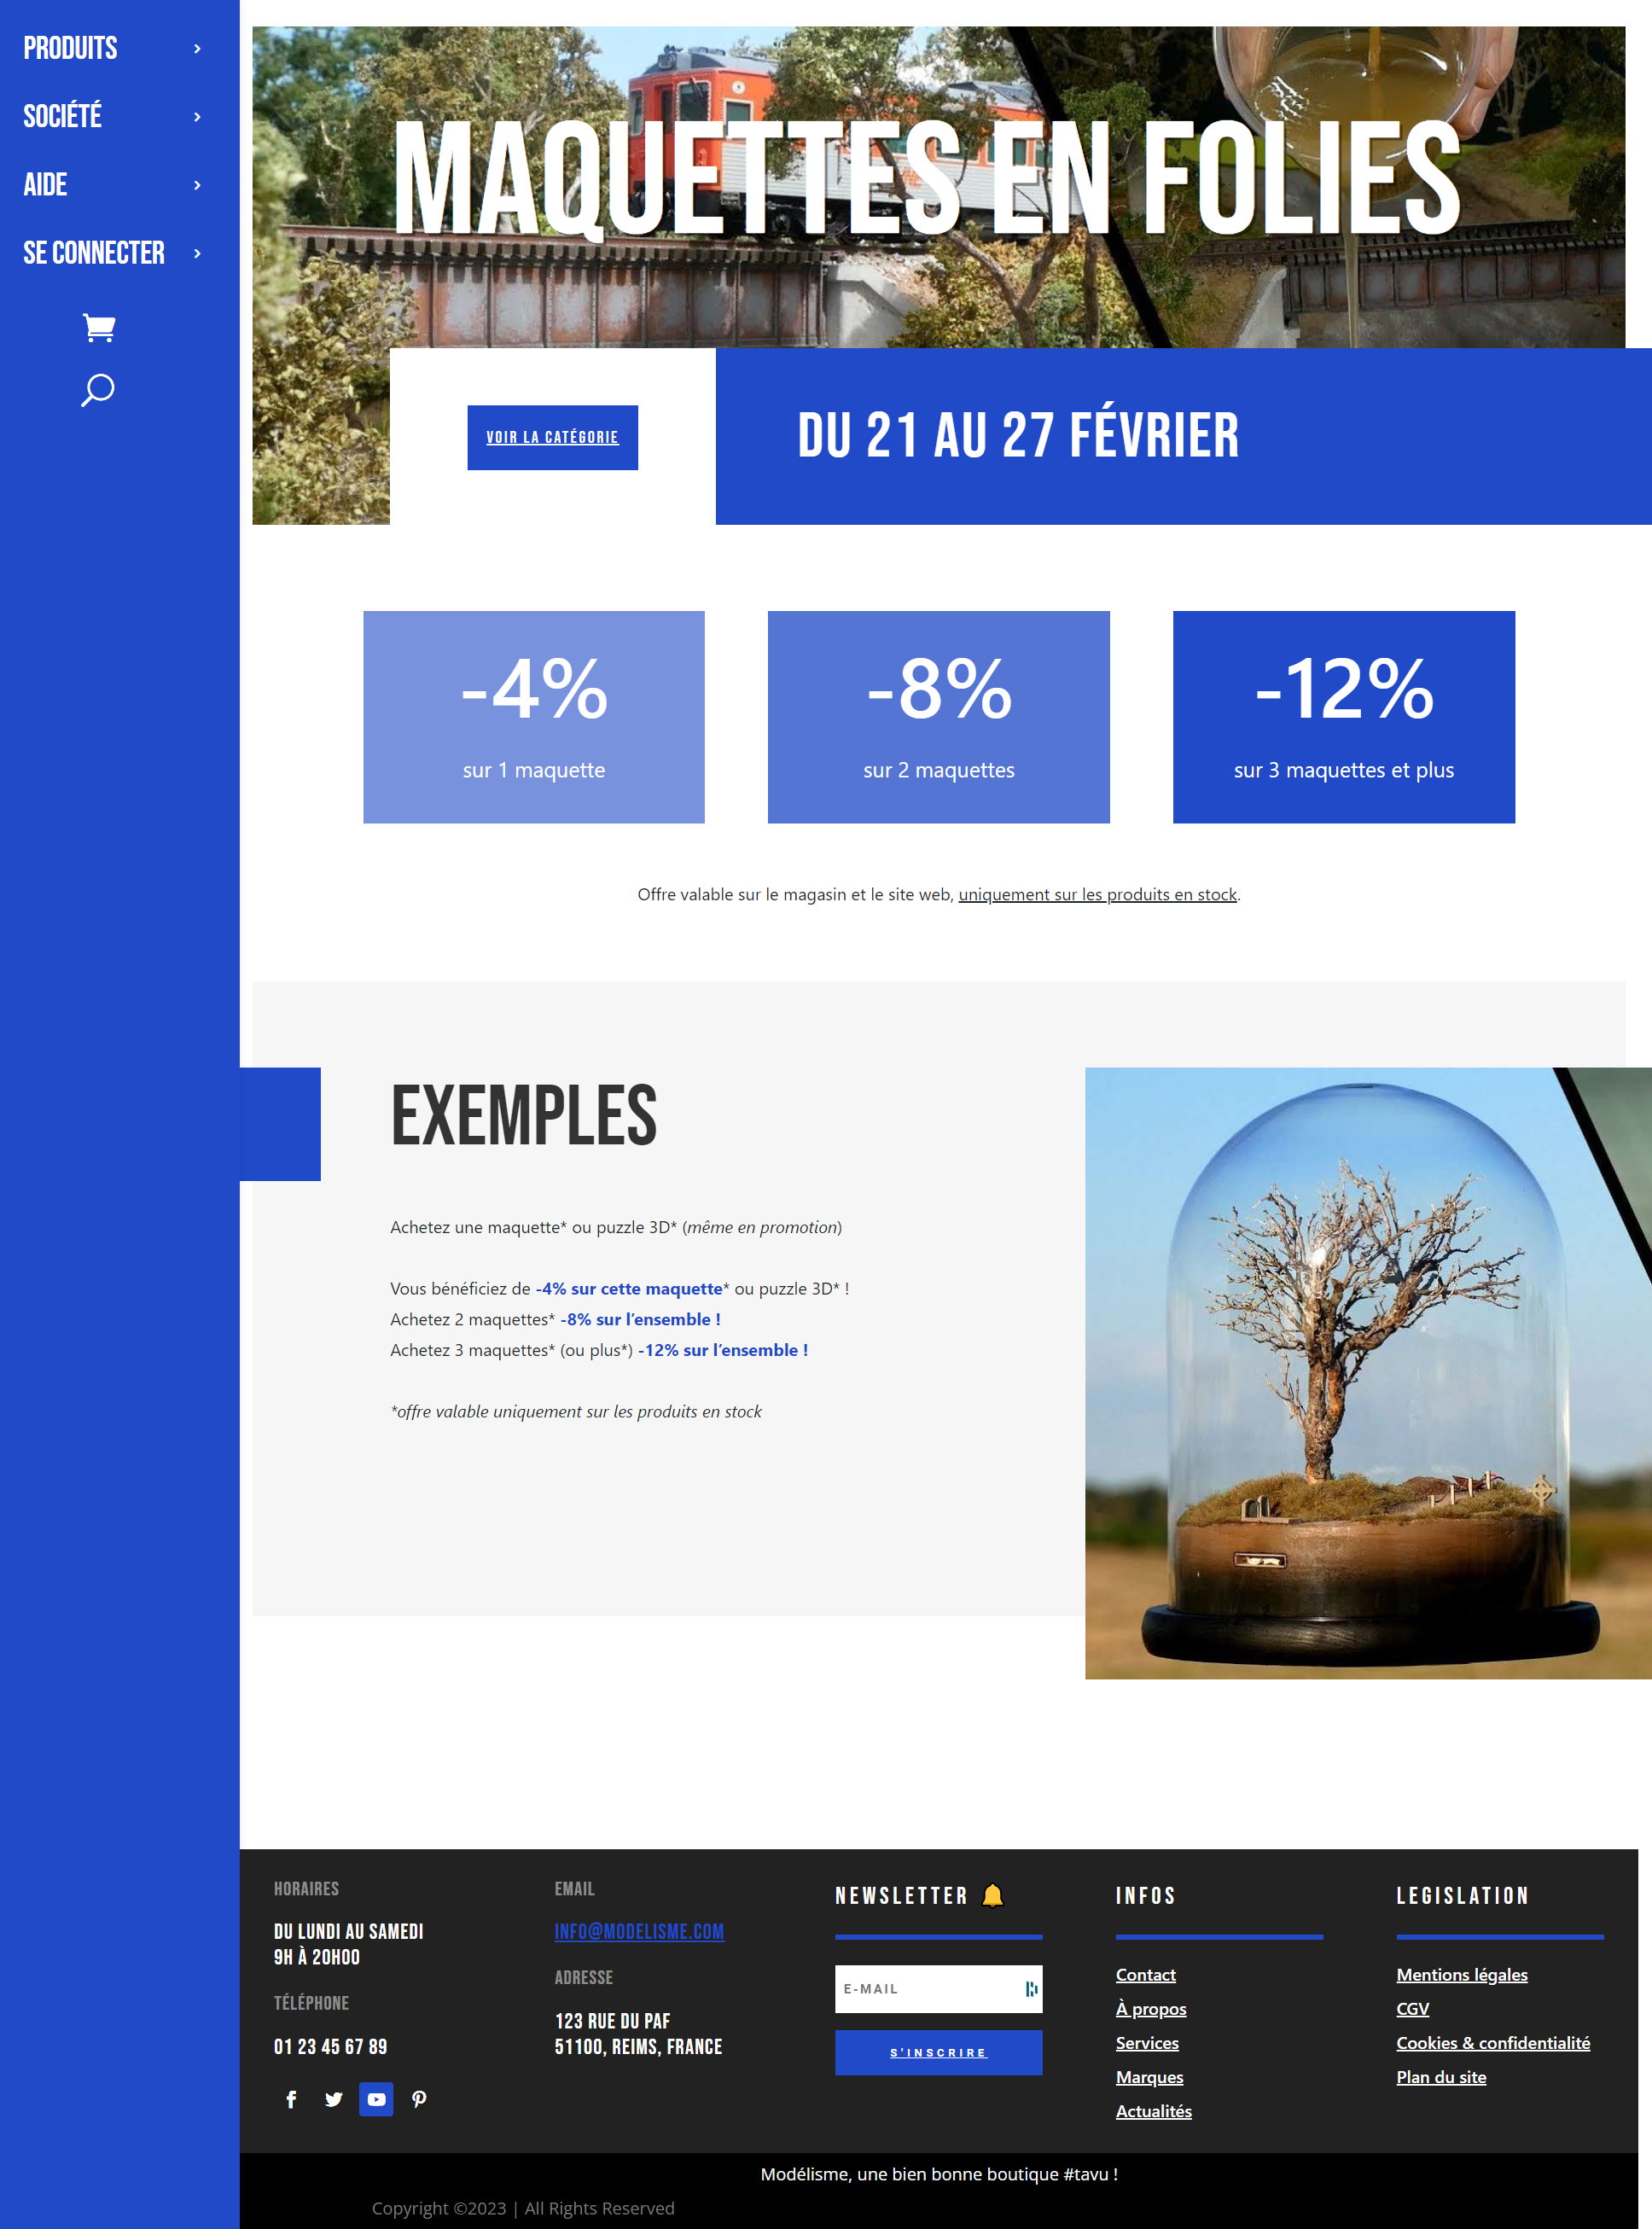 PRODUITS
SOCIÉTÉ
AIDE
SE CONNECTER
MAQUETTES EN FOLIES
VOIR LA CATÉGORIE
DU 21 AU 27 FÉVRIER
-4%
sur 1 maquette
-8%
sur 2 maquettes
-12%
sur 3 maquettes et plus
Offre valable sur le magasin et le site web, uniquement sur les produits en stock.
EXEMPLES
Achetez une maquette* ou puzzle 3D* (même en promotion)
Vous bénéficiez de -4% sur cette maquette* ou puzzle 3D* !
Achetez 2 maquettes* -8% sur l’ensemble !
Achetez 3 maquettes* (ou plus*) -12% sur l’ensemble !
*offre valable uniquement sur les produits en stock
HORAIRES
DU LUNDI AU SAMEDI
9H À 20H00
TÉLÉPHONE
01 23 45 67 89
EMAIL
INFO@MODELISME.COM
ADRESSE
123 RUE DU PAF
51100, REIMS, FRANCE
NEWSLETTER 🔔
E-MAIL
S'INSCRIRE
INFOS
Contact
À propos
Services
Marques
Actualités
LEGISLATION
Mentions légales
CGV
Cookies & confidentialité
Plan du site
Modélisme, une bien bonne boutique #tavu !
Copyright ©2023 | All Rights Reserved